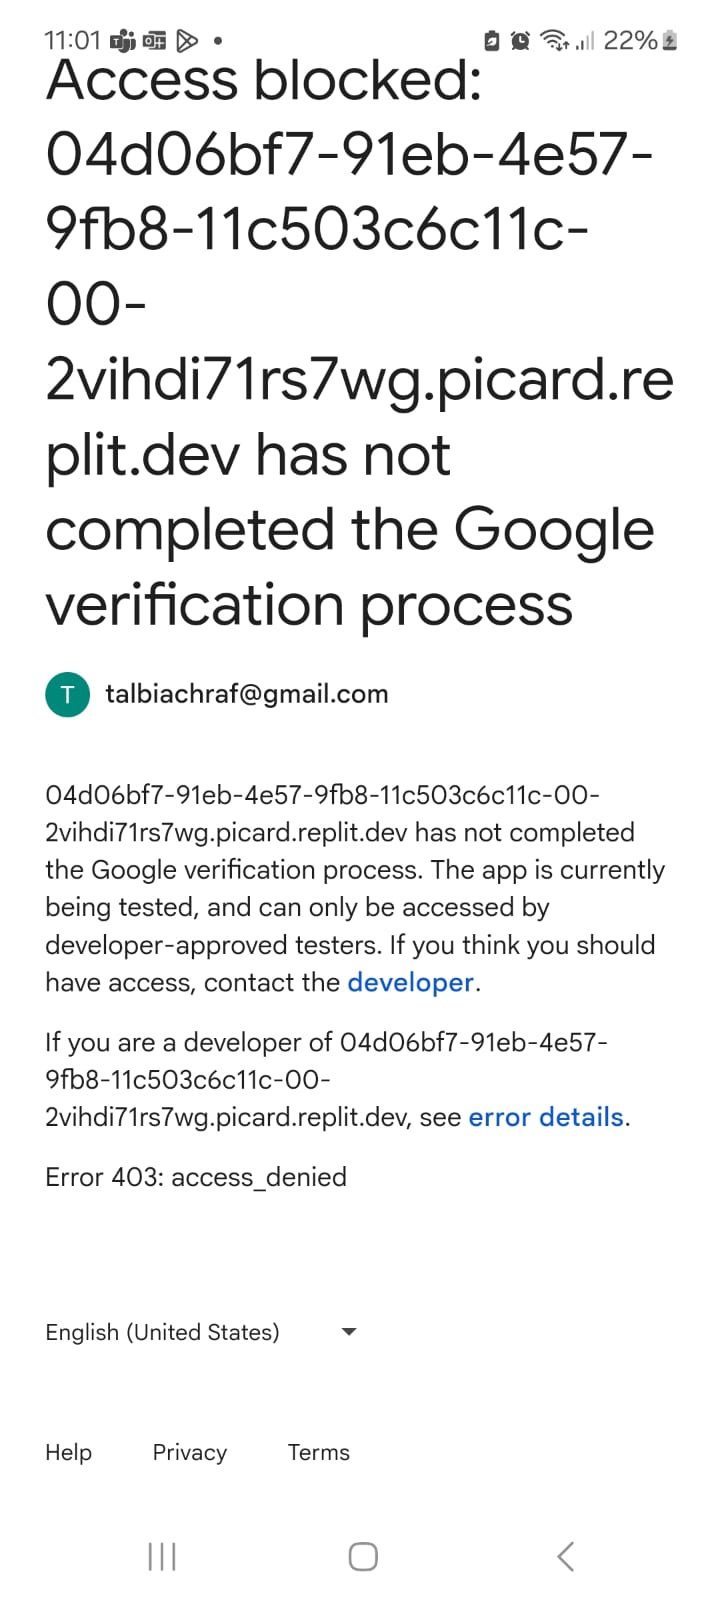 11:01
22%
Access blocked:
04d06bf7-91eb-4e57-
9fb8-11c503c6c11c-
00-
2vihdi71rs7wg.picard.re
plit.dev has not
completed the Google
verification process
T talbiachraf@gmail.com
04d06bf7-91eb-4e57-9fb8-11c503c6c11c-00-
2vihdi71rs7wg.picard.replit.dev has not completed
the Google verification process. The app is currently
being tested, and can only be accessed by
developer-approved testers. If you think you should
have access, contact the developer.
If you are a developer of 04d06bf7-91eb-4e57-
9fb8-11c503c6c11c-00-
2vihdi71rs7wg.picard.replit.dev, see error details.
Error 403: access_denied
English (United States)
Help Privacy Terms